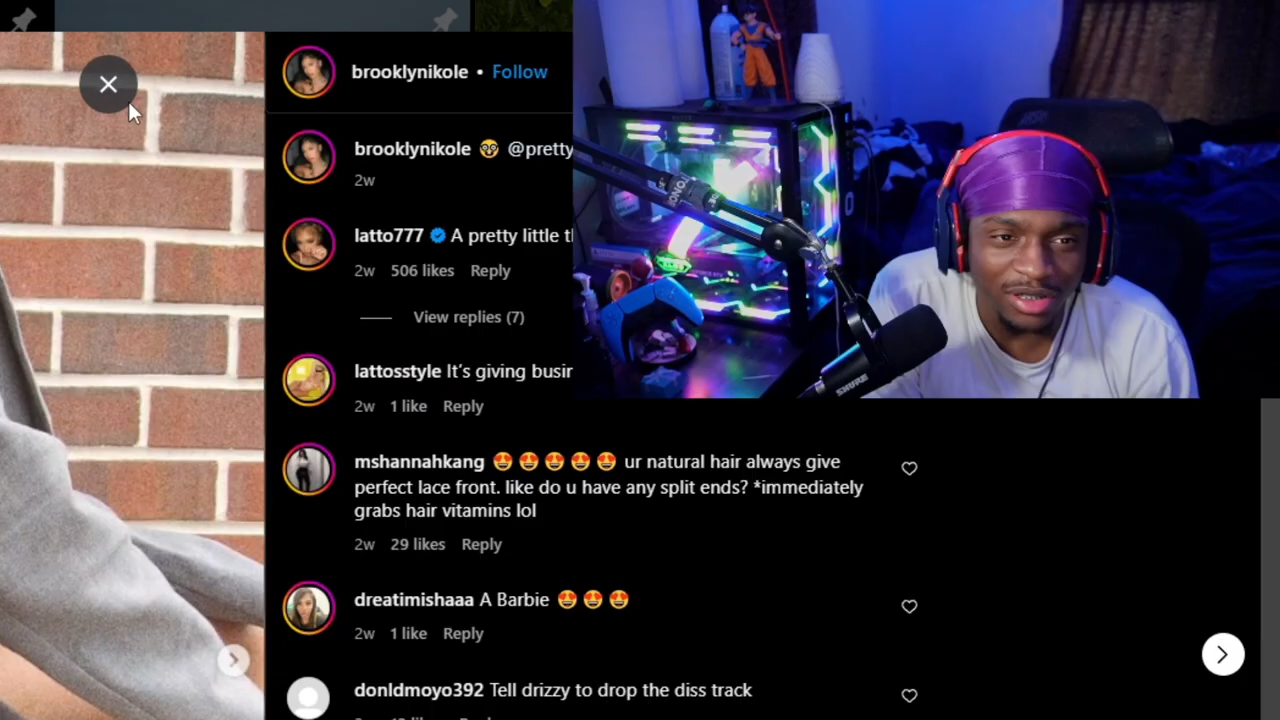 brooklynikole • Follow
brooklynikole 🤓 @pretty
2w
latto777 A pretty little
2w 506 likes Reply
View replies (7)
lattosstyle It's giving
2w 1 like Reply
mshannahkang 😍😍😍😍😍 ur natural hair always give
perfect lace front. like do u have any split ends? *immediately
grabs hair vitamins lol
2w 29 likes Reply
dreatimishaaa A Barbie 😍😍😍
2w 1 like Reply
donldmoyo392 Tell drizzy to drop the diss track
SHURE